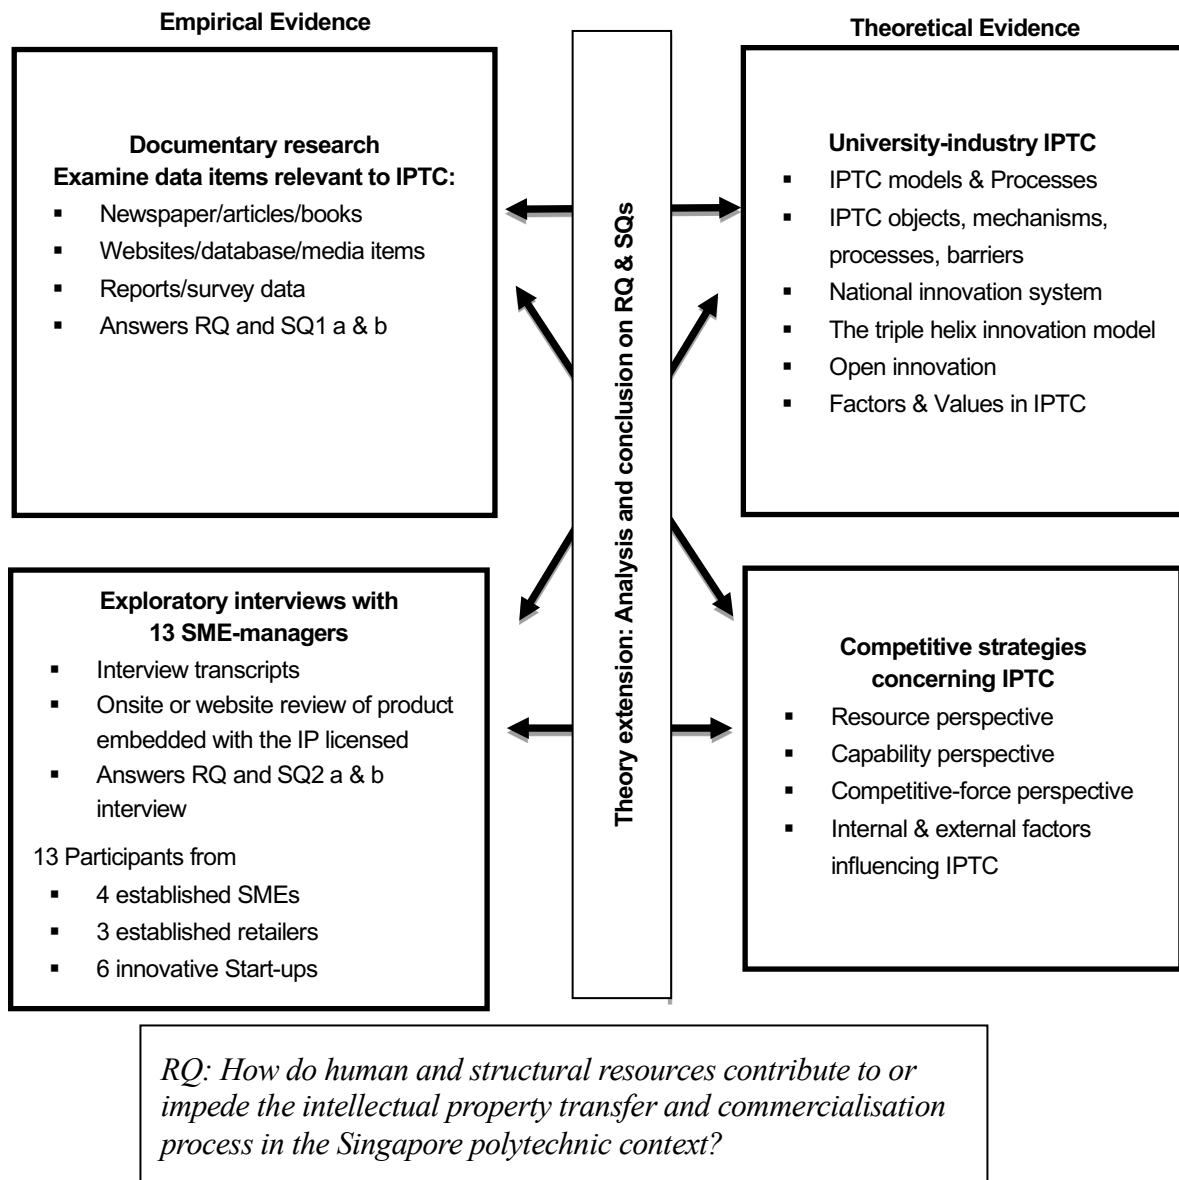 Empirical Evidence
Documentary research
Examine data items relevant to IPTC:
▪ Newspaper/articles/books
▪ Websites/database/media items
▪ Reports/survey data
▪ Answers RQ and SQ1 a & b
Exploratory interviews with
13 SME-managers
▪ Interview transcripts
▪ Onsite or website review of product
embedded with the IP licensed
▪ Answers RQ and SQ2 a & b
interview
13 Participants from
▪ 4 established SMEs
▪ 3 established retailers
▪ 6 innovative Start-ups
Theory extension: Analysis and conclusion on RQ & SQs
Theoretical Evidence
University-industry IPTC
▪ IPTC models & Processes
▪ IPTC objects, mechanisms,
processes, barriers
▪ National innovation system
▪ The triple helix innovation model
▪ Open innovation
▪ Factors & Values in IPTC
Competitive strategies
concerning IPTC
▪ Resource perspective
▪ Capability perspective
▪ Competitive-force perspective
▪ Internal & external factors
influencing IPTC
RQ: How do human and structural resources contribute to or
impede the intellectual property transfer and commercialisation
process in the Singapore polytechnic context?